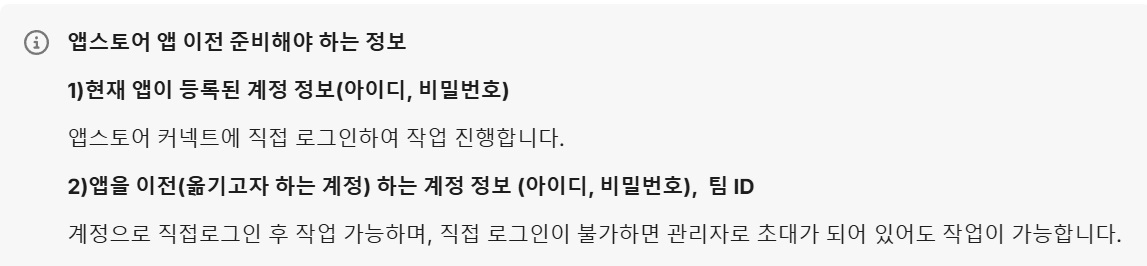 앱스토어 앱 이전 준비해야 하는 정보
1)현재 앱이 등록된 계정 정보(아이디, 비밀번호)
앱스토어 커넥트에 직접 로그인하여 작업 진행합니다.
2)앱을 이전(옮기고자 하는 계정) 하는 계정 정보 (아이디, 비밀번호), 팀 ID
계정으로 직접로그인 후 작업 가능하며, 직접 로그인이 불가하면 관리자로 초대가 되어 있어도 작업이 가능합니다.